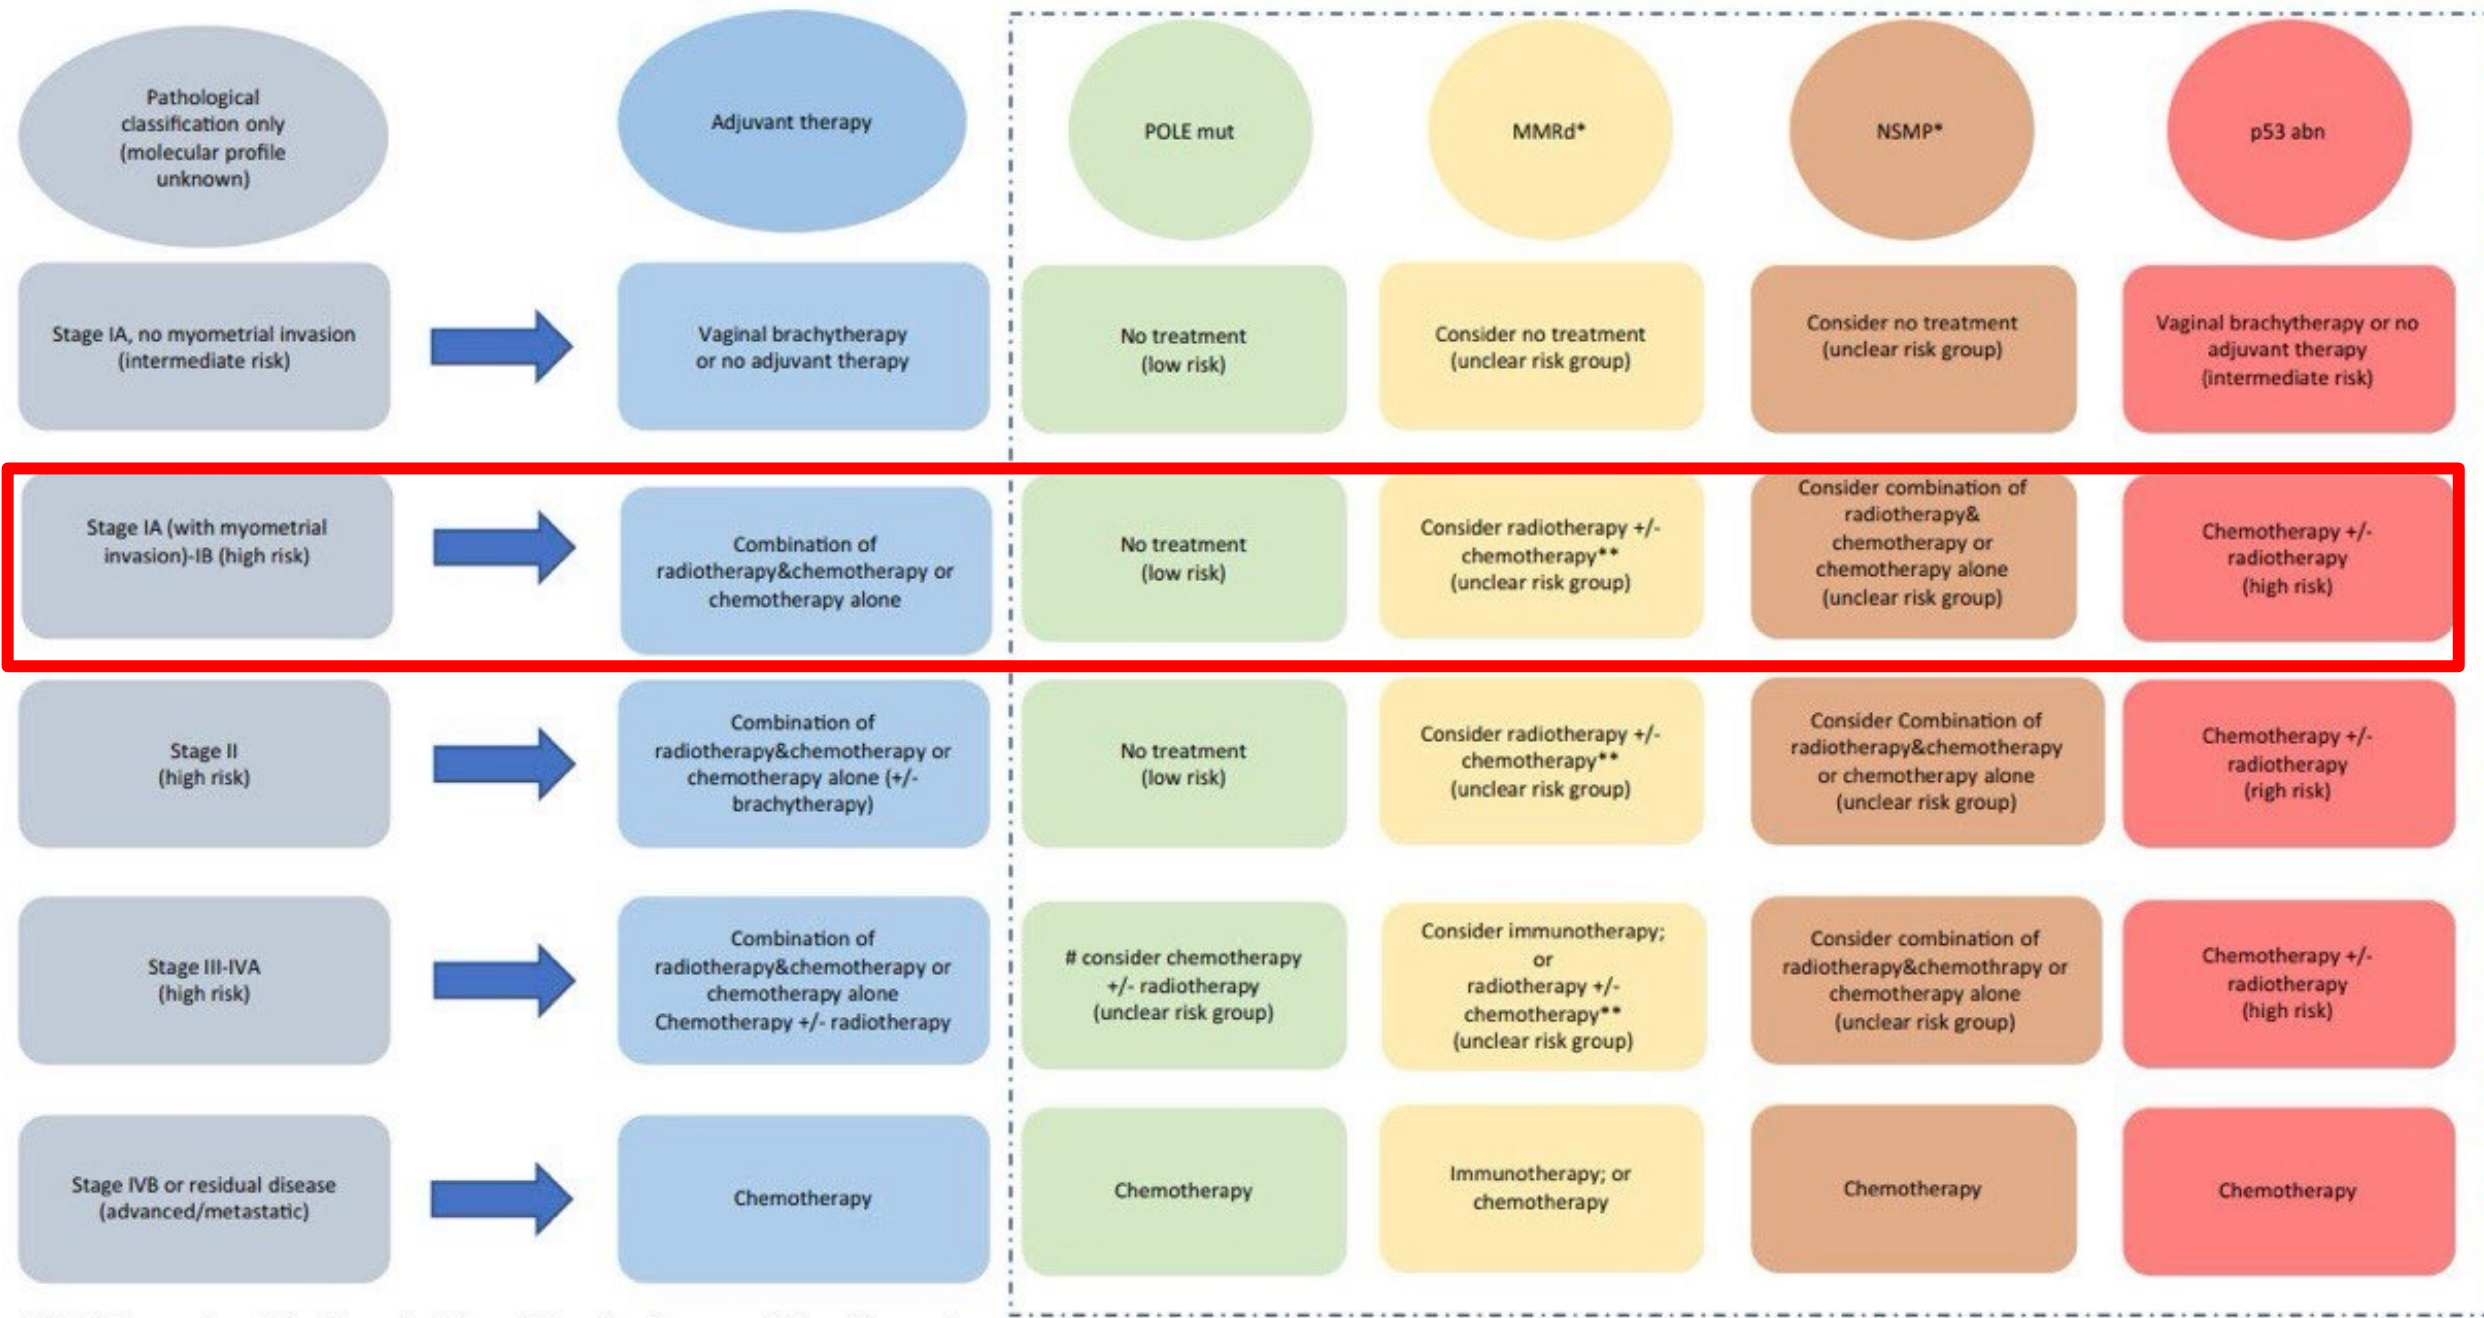 Pathological
classification only
(molecular profile
unknown)
Adjuvant therapy
POLE mut
MMRd*
NSMP*
p53 abn
Stage IA, no myometrial invasion
(intermediate risk)
Vaginal brachytherapy
or no adjuvant therapy
No treatment
(low risk)
Consider no treatment
(unclear risk group)
Consider no treatment
(unclear risk group)
Vaginal brachytherapy or no
adjuvant therapy
(intermediate risk)
Stage IA (with myometrial
invasion)-IB (high risk)
Combination of
radiotherapy&chemotherapy or
chemotherapy alone
No treatment
(low risk)
Consider radiotherapy +/-
chemotherapy**
(unclear risk group)
Consider combination of
radiotherapy&
chemotherapy or
chemotherapy alone
(unclear risk group)
Chemotherapy +/-
radiotherapy
(high risk)
Stage II
(high risk)
Combination of
radiotherapy&chemotherapy or
chemotherapy alone (+/-
brachytherapy)
No treatment
(low risk)
Consider radiotherapy +/-
chemotherapy**
(unclear risk group)
Consider Combination of
radiotherapy&chemotherapy
or chemotherapy alone
(unclear risk group)
Chemotherapy +/-
radiotherapy
(righ risk)
Stage III-IVA
(high risk)
Combination of
radiotherapy&chemotherapy or
chemotherapy alone
Chemotherapy +/- radiotherapy
# consider chemotherapy
+/- radiotherapy
(unclear risk group)
Consider immunotherapy;
or
radiotherapy +/-
chemotherapy**
(unclear risk group)
Consider combination of
radiotherapy&chemothrapy or
chemotherapy alone
(unclear risk group)
Chemotherapy +/-
radiotherapy
(high risk)
Stage IVB or residual disease
(advanced/metastatic)
Chemotherapy
Chemotherapy
Immunotherapy; or
chemotherapy
Chemotherapy
Chemotherapy